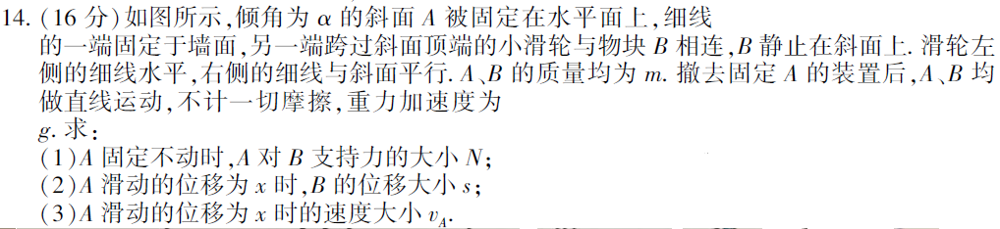 14. (16 分)如图所示,倾角为 α 的斜面 A 被固定在水平面上,细线
的一端固定于墙面,另一端跨过斜面顶端的小滑轮与物块 B 相连,B 静止在斜面上. 滑轮左
侧的细线水平,右侧的细线与斜面平行. A、B 的质量均为 m. 撤去固定 A 的装置后,A、B 均
做直线运动,不计一切摩擦,重力加速度为
g. 求:
(1)A 固定不动时,A 对 B 支持力的大小 N;
(2)A 滑动的位移为 x 时,B 的位移大小 s;
(3)A 滑动的位移为 x 时的速度大小 v_A.